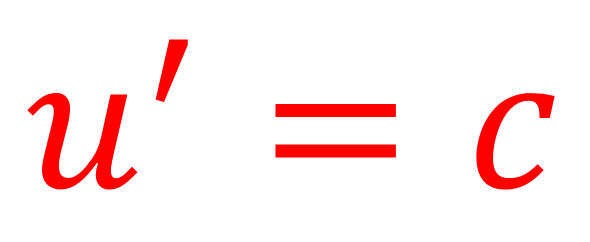 u′ = c